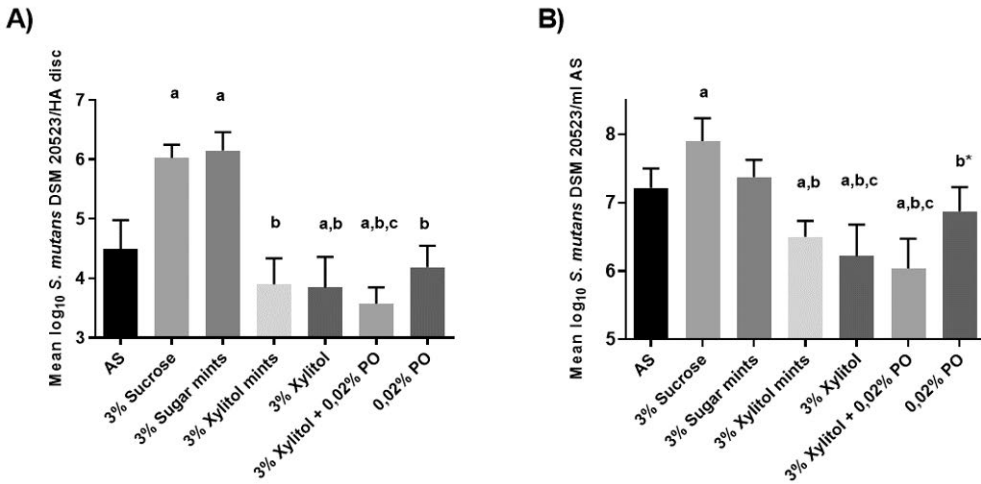 A)
Mean log10 S. mutans DSM 20523/HA disc
7
6
5
4
3
a
a
b
a,b
a,b,c
b
AS
3% Sucrose
3% Sugar mints
3% Xylitol mints
3% Xylitol
3% Xylitol + 0,02% PO
0,02% PO
B)
Mean log10 S. mutans DSM 20523/ml AS
8
7
6
5
a
a,b
a,b,c
a,b,c
b*
AS
3% Sucrose
3% Sugar mints
3% Xylitol mints
3% Xylitol
3% Xylitol + 0,02% PO
0,02% PO